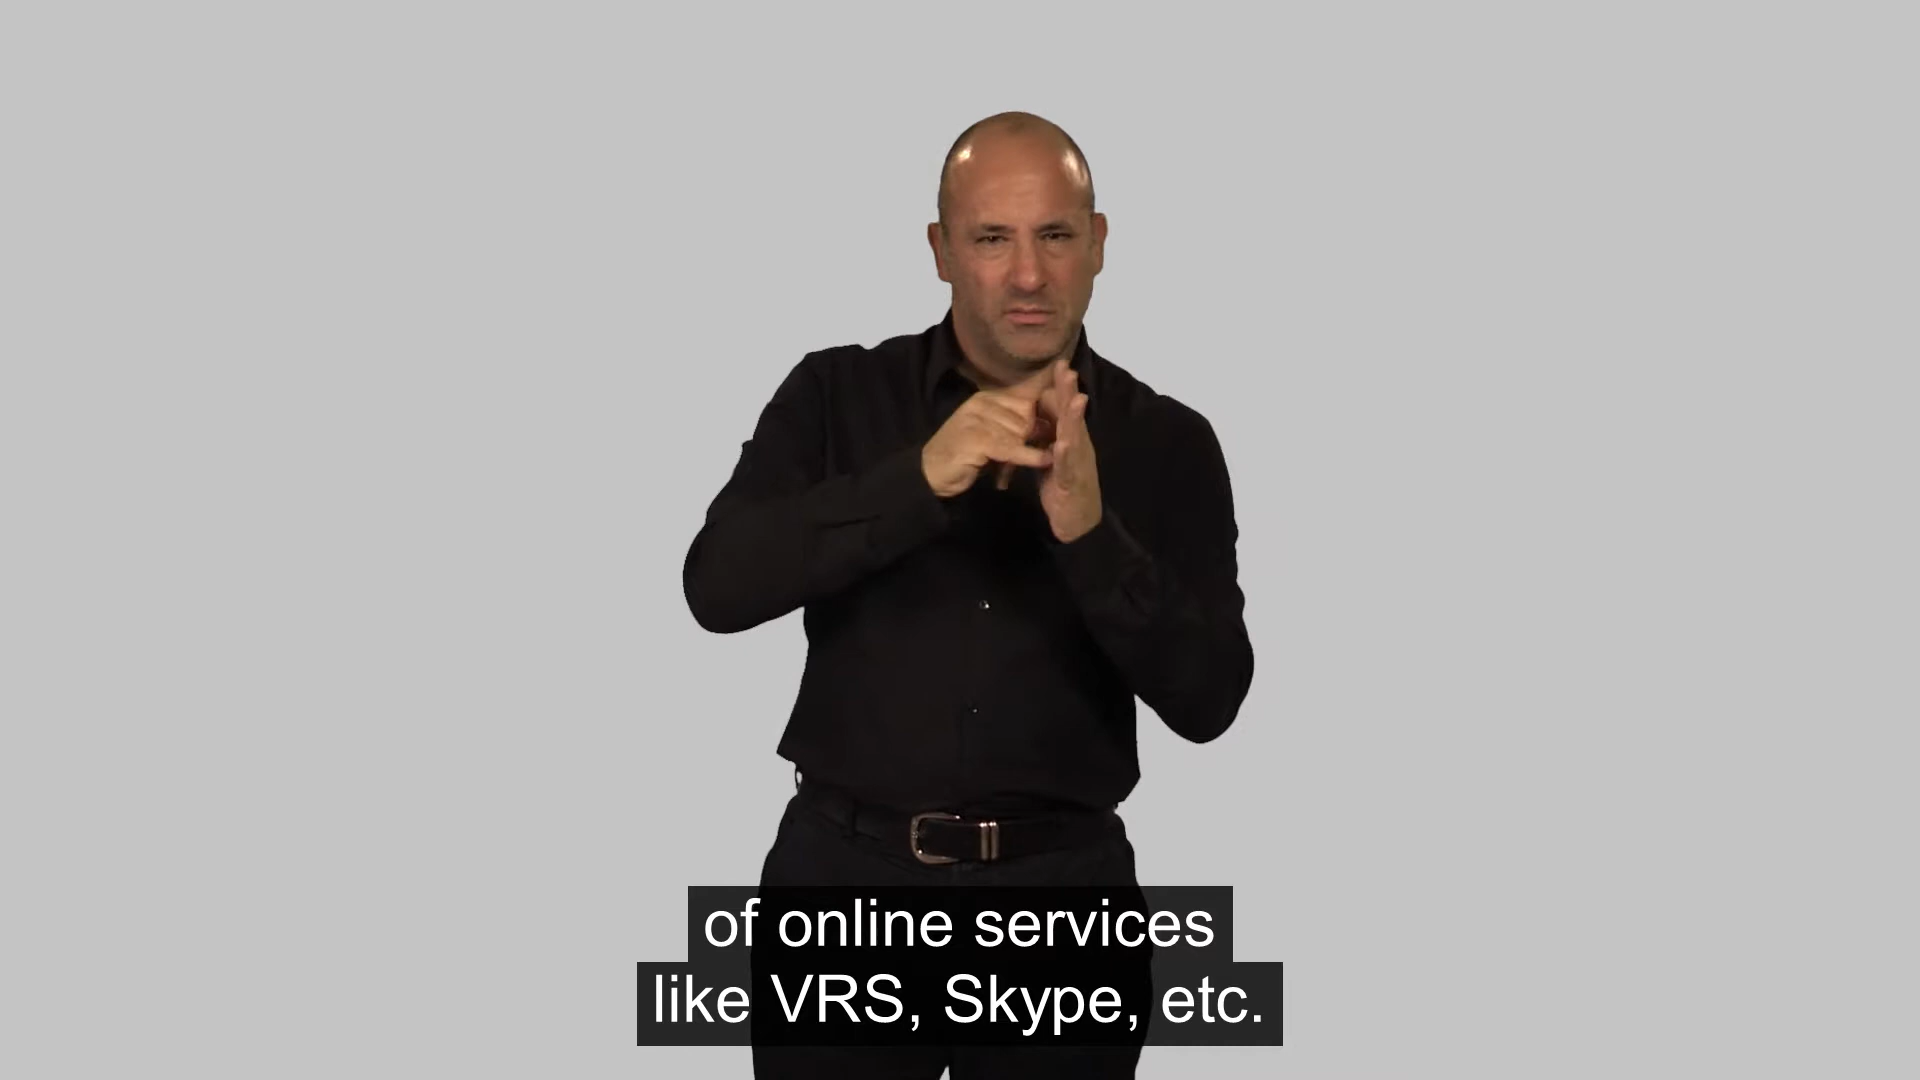 of online services
like VRS, Skype, etc.